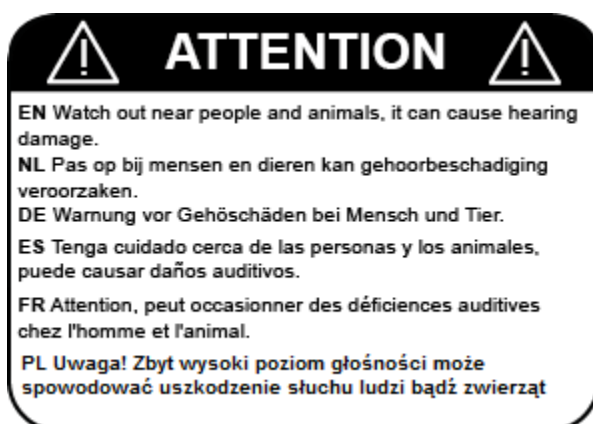 ATTENTION
EN Watch out near people and animals, it can cause hearing
damage.
NL Pas op bij mensen en dieren kan gehoorbeschadiging
veroorzaken.
DE Warnung vor Gehöschäden bei Mensch und Tier.
ES Tenga cuidado cerca de las personas y los animales,
puede causar daños auditivos.
FR Attention, peut occasionner des déficiences auditives
chez l'homme et l'animal.
PL Uwaga! Zbyt wysoki poziom głośności może
spowodować uszkodzenie słuchu ludzi bądź zwierząt